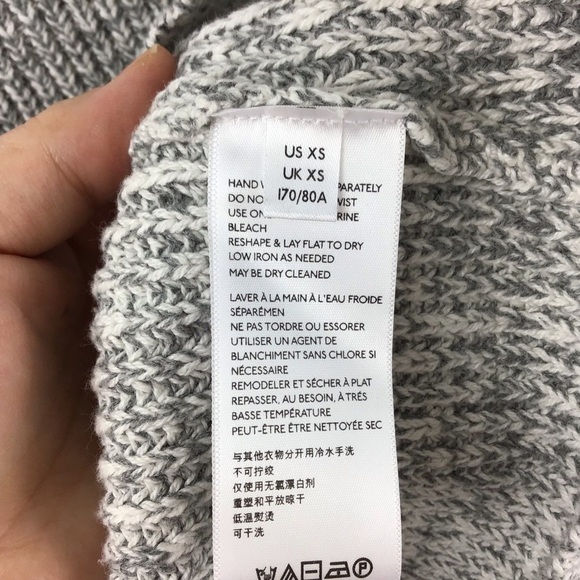 US XS
UK XS
170/80A
HAND PARATELY
DO NO
USE ON
BLEACH
RESHAPE & LAY FLAT TO DRY
LOW IRON AS NEEDED
MAY BE DRY CLEANED
LAVER À LA MAIN À L'EAU FROIDE
SÉPARÉMEN
NE PAS TORDRE OU ESSORER
UTILISER UN AGENT DE
BLANCHIMENT SANS CHLORE SI
NÉCESSAIRE
REMODELER ET SÉCHER À PLAT
REPASSER, AU BESOIN, À TRÉS
BASSE TEMPÉRATURE
PEUT-ÊTRE ÊTRE NETTOYÉE SEC
与其他衣物分开用冷水手洗
不可拧绞
仅使用无氯漂白剂
重塑和平放晾干
低温熨烫
可干洗
P